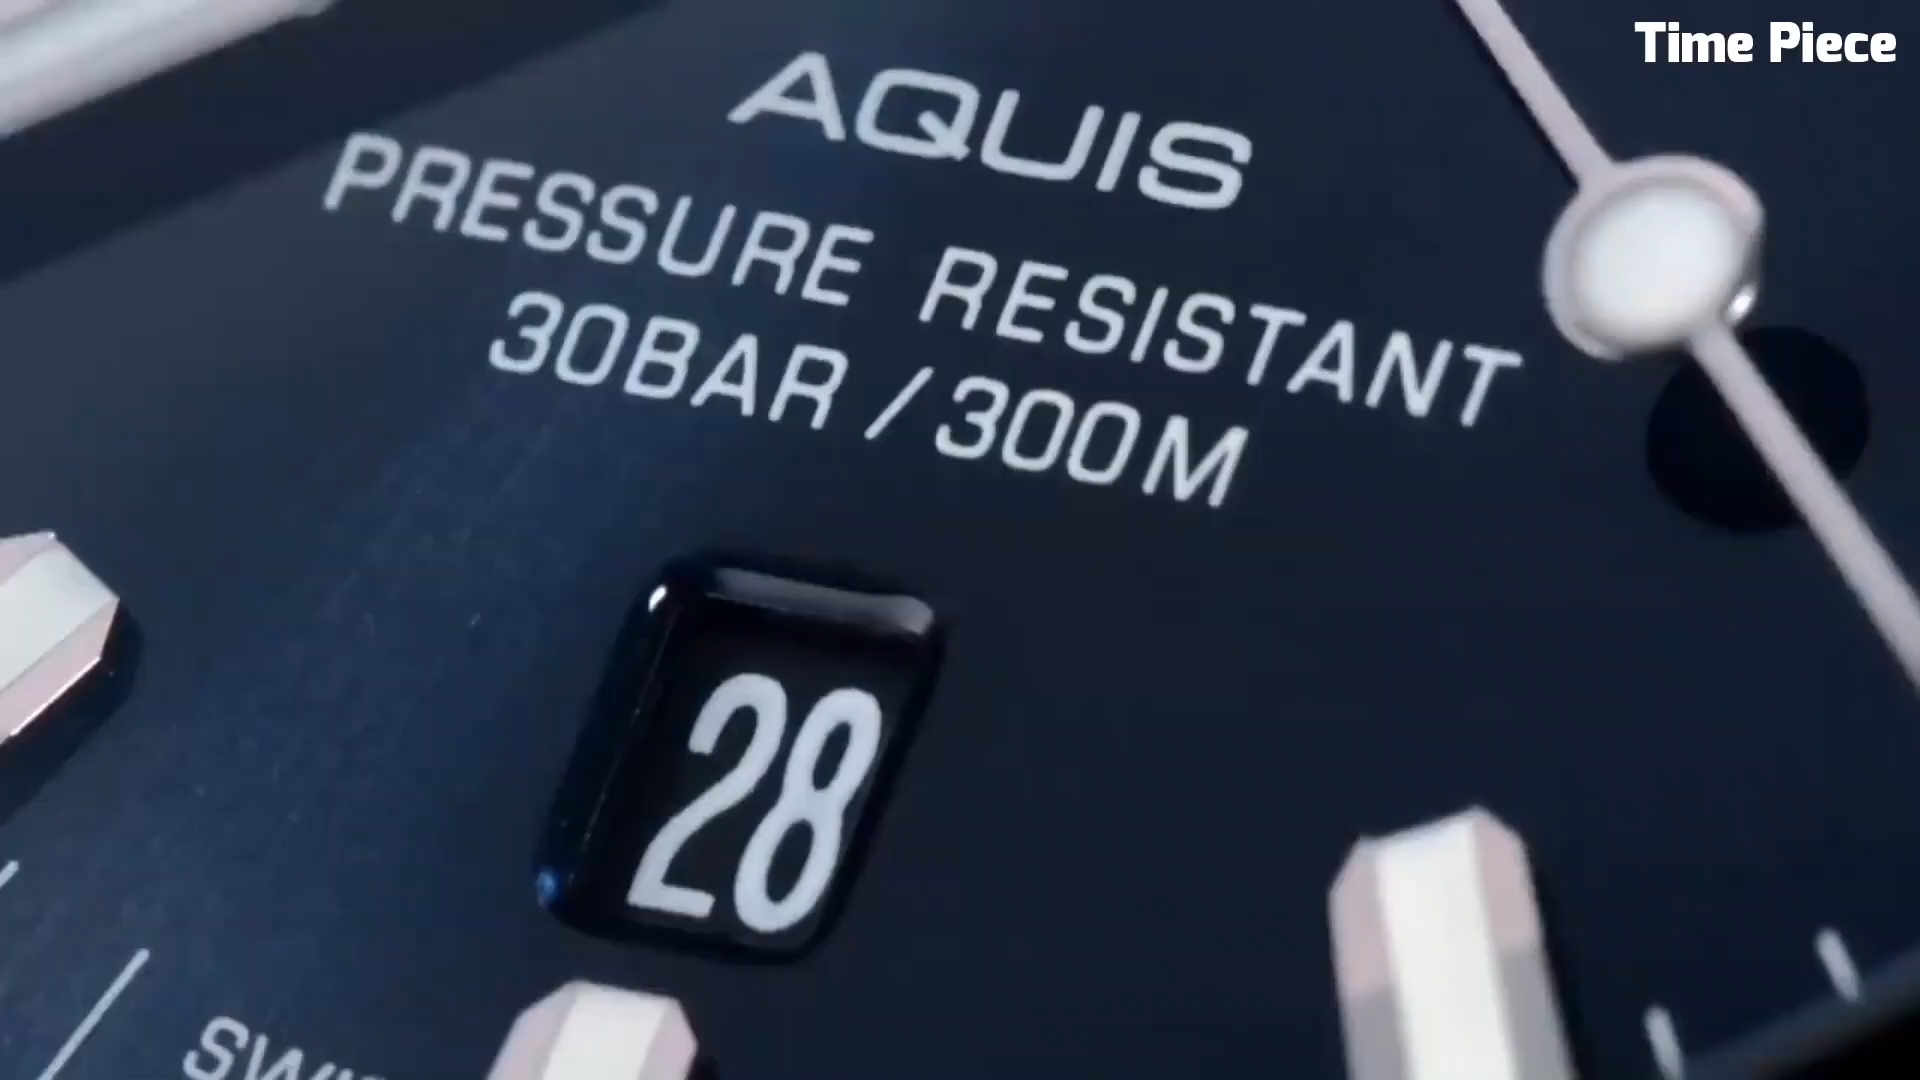 Time Piece
AQUIS
PRESSURE RESISTANT
30BAR/300M
28